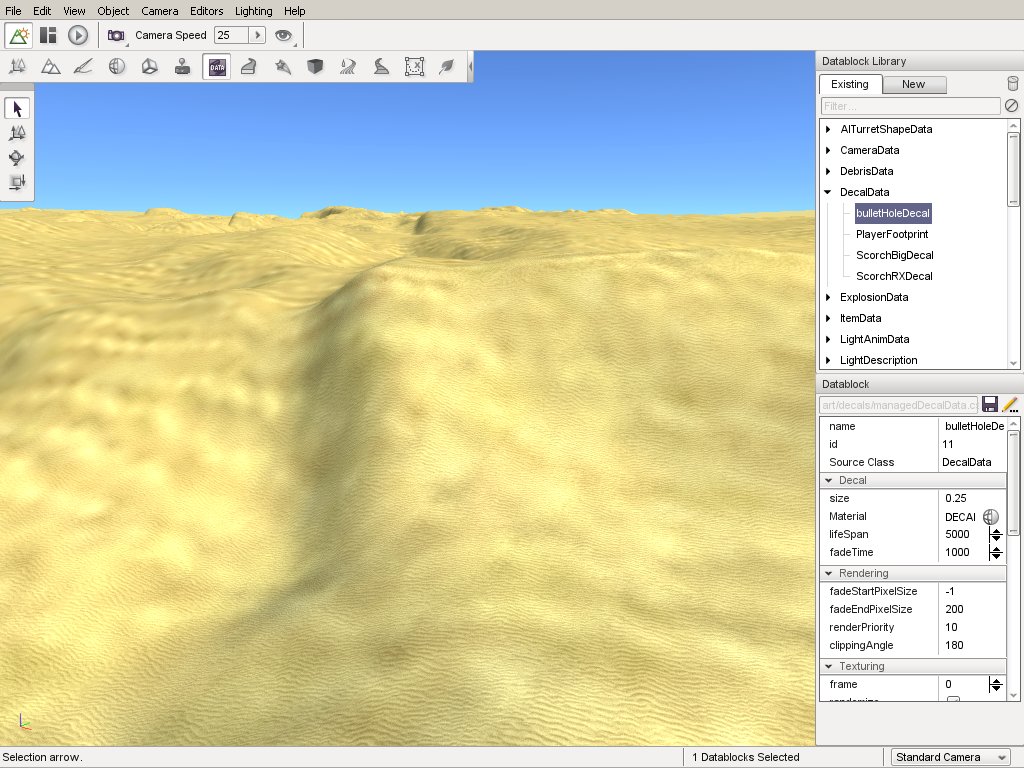 File Edit View Object Camera Editors Lighting Help
Camera Speed 25
DATA
Datablock Library
Existing New
Filter...
AITurretShapeData
CameraData
DebrisData
DecalData
bulletHoleDecal
PlayerFootprint
ScorchBigDecal
ScorchRXDecal
ExplosionData
ItemData
LightAnimData
LightDescription
Datablock
art/decals/managedDecalData.cs
name bulletHoleDe
id 11
Source Class DecalData
Decal
size 0.25
Material DECAI
lifeSpan 5000
fadeTime 1000
Rendering
fadeStartPixelSize -1
fadeEndPixelSize 200
renderPriority 10
clippingAngle 180
Texturing
frame 0
randomize
Selection arrow. 1 Datablocks Selected Standard Camera